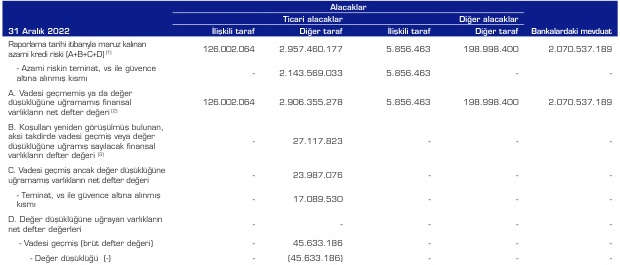 Alacaklar
Ticari alacaklar Diğer alacaklar
31 Aralık 2022 İlişkili taraf Diğer taraf İlişkili taraf Diğer taraf Bankalardaki mevduat
Raporlama tarihi itibarıyla maruz kalınan
azami kredi riski (A+B+C+D) (1) 126.002.064 2.957.460.177 5.856.463 198.998.400 2.070.537.189
- Azami riskin teminat, vs ile güvence
altına alınmış kısmı - 2.143.569.033 5.856.463 - -
A. Vadesi geçmemiş ya da değer
düşüklüğüne uğramamış finansal
varlıkların net defter değeri (2) 126.002.064 2.906.355.278 5.856.463 198.998.400 2.070.537.189
B. Koşulları yeniden görüşülmüş bulunan,
aksi takdirde vadesi geçmiş veya değer
düşüklüğüne uğramış sayılacak finansal
varlıkların defter değeri (3) - 27.117.823 - - -
C. Vadesi geçmiş ancak değer düşüklüğüne
uğramamış varlıkların net defter değeri - 23.987.076 - - -
- Teminat, vs ile güvence altına alınmış
kısmı - 17.089.530 - - -
D. Değer düşüklüğüne uğrayan varlıkların
net defter değerleri - - - - -
- Vadesi geçmiş (brüt defter değeri) - 45.633.186 - - -
- Değer düşüklüğü (-) - (45.633.186) - - -